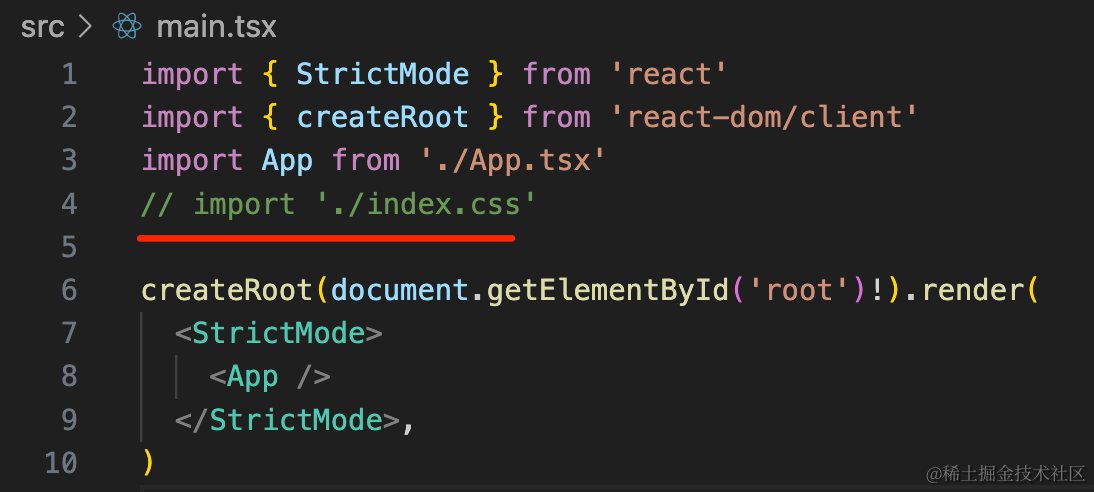 src > main.tsx
1 import { StrictMode } from 'react'
2 import { createRoot } from 'react-dom/client'
3 import App from './App.tsx'
4 // import './index.css'
5
6 createRoot(document.getElementById('root')!).render(
7   <StrictMode>
8     <App />
9   </StrictMode>,
10 )
@稀土掘金技术社区